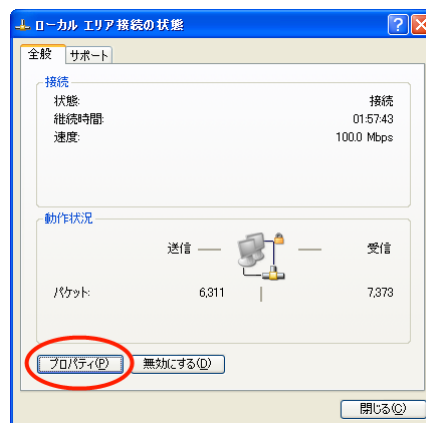 ローカル エリア接続の状態
全般 サポート
接続
状態: 接続
継続時間: 01:57:43
速度: 100.0 Mbps
動作状況
送信 受信
パケット: 6,311 7,373
プロパティ(P) 無効にする(D)
閉じる(C)